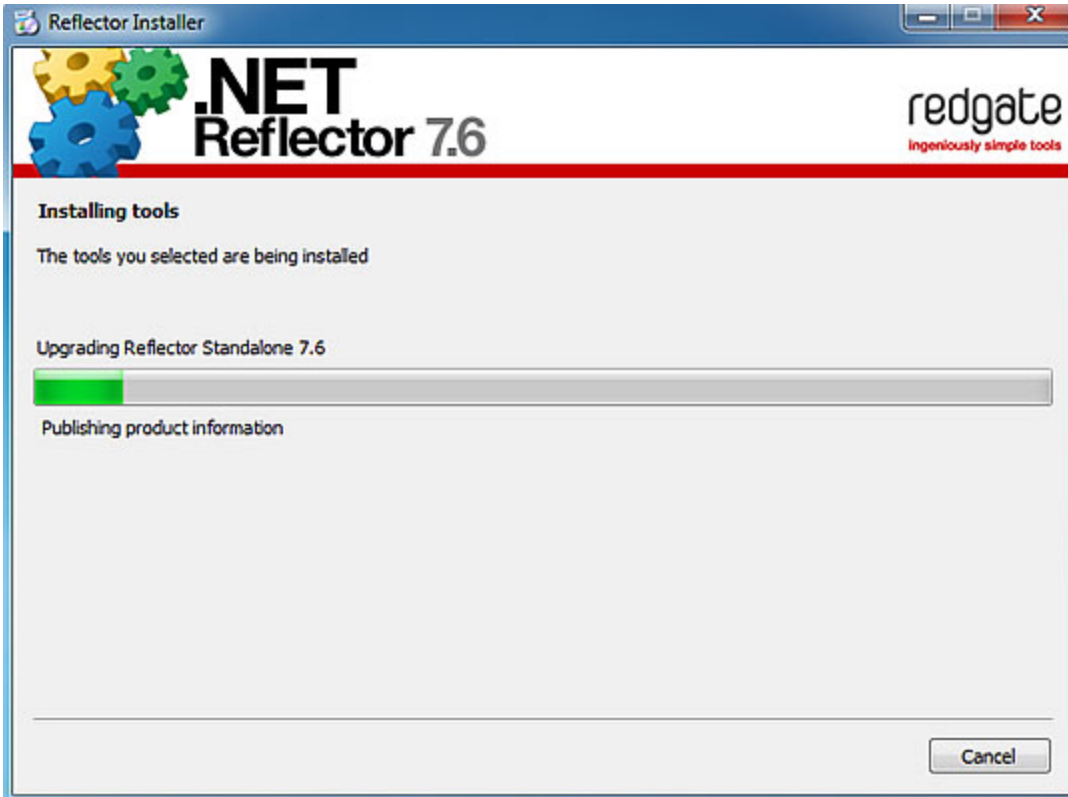 Reflector Installer
.NET
Reflector 7.6
redgate
ingeniously simple tools
Installing tools
The tools you selected are being installed
Upgrading Reflector Standalone 7.6
Publishing product information
Cancel